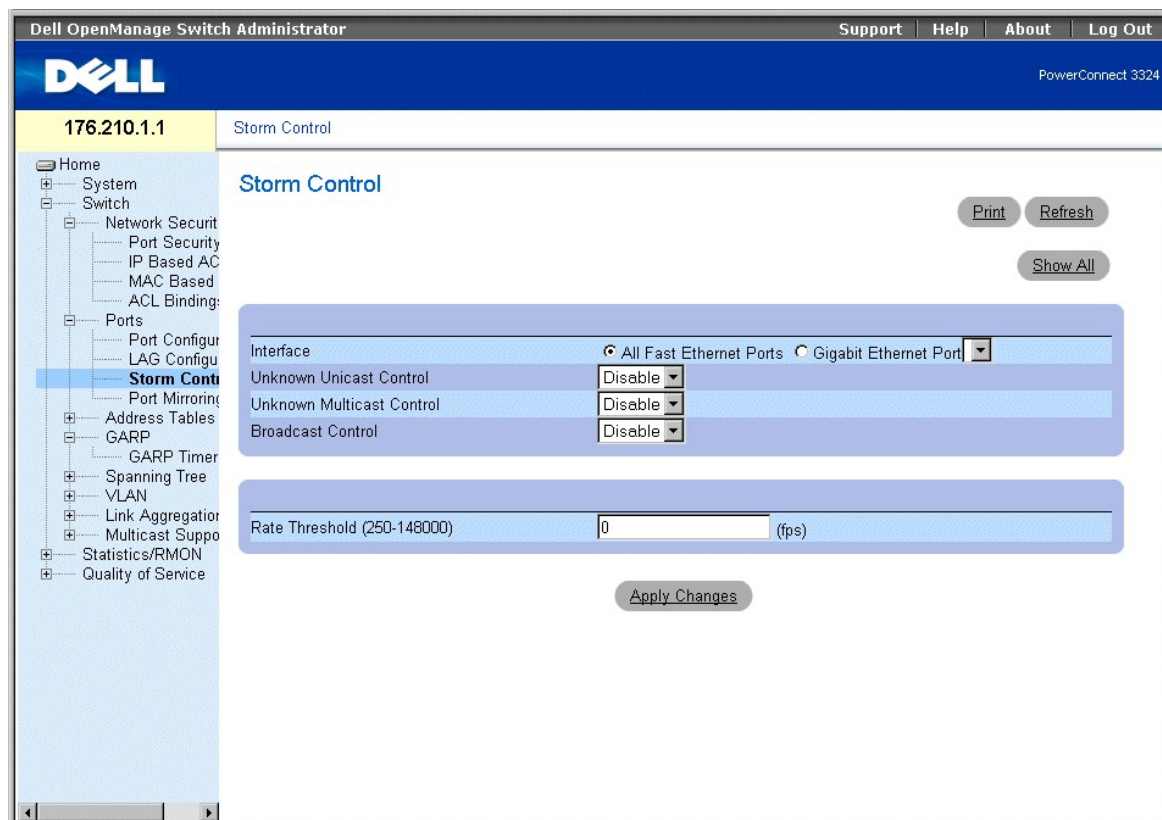 Dell OpenManage Switch Administrator
Support
Help
About
Log Out
DELL
PowerConnect 3324
176.210.1.1
Storm Control
Home
System
Switch
Network Securit
Port Security
IP Based AC
MAC Based
ACL Binding
Ports
Port Configur
LAG Configu
Storm Cont
Port Mirroring
Address Tables
GARP
GARP Timer
Spanning Tree
VLAN
Link Aggregation
Multicast Suppo
Statistics/RMON
Quality of Service
Storm Control
Print
Refresh
Show All
Interface
All Fast Ethernet Ports
Gigabit Ethernet Port
Unknown Unicast Control
Disable
Unknown Multicast Control
Disable
Broadcast Control
Disable
Rate Threshold (250-148000)
0
(fps)
Apply Changes